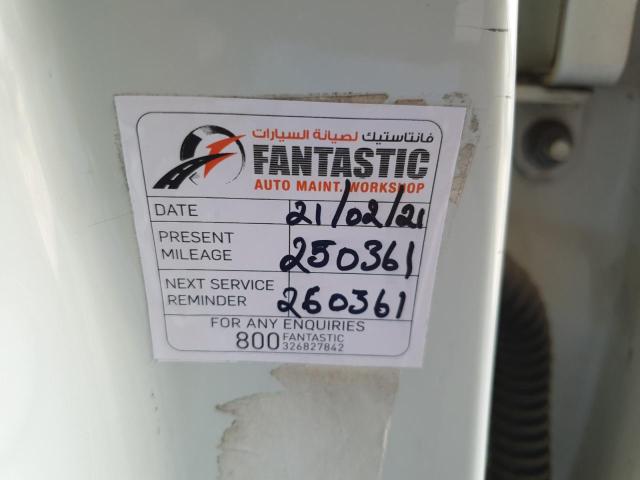 فانتاستيك لصيانة السيارات
FANTASTIC
AUTO MAINT. WORKSHOP
DATE 21/02/21
PRESENT
MILEAGE 250361
NEXT SERVICE
REMINDER 260361
FOR ANY ENQUIRIES
800 FANTASTIC
326827842